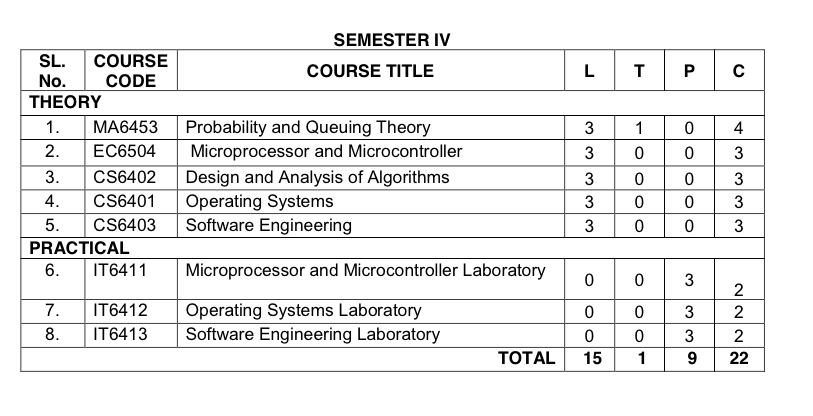 SEMESTER IV
SL. No. COURSE CODE COURSE TITLE L T P C
THEORY
1. MA6453 Probability and Queuing Theory 3 1 0 4
2. EC6504 Microprocessor and Microcontroller 3 0 0 3
3. CS6402 Design and Analysis of Algorithms 3 0 0 3
4. CS6401 Operating Systems 3 0 0 3
5. CS6403 Software Engineering 3 0 0 3
PRACTICAL
6. IT6411 Microprocessor and Microcontroller Laboratory 0 0 3 2
7. IT6412 Operating Systems Laboratory 0 0 3 2
8. IT6413 Software Engineering Laboratory 0 0 3 2
TOTAL 15 1 9 22